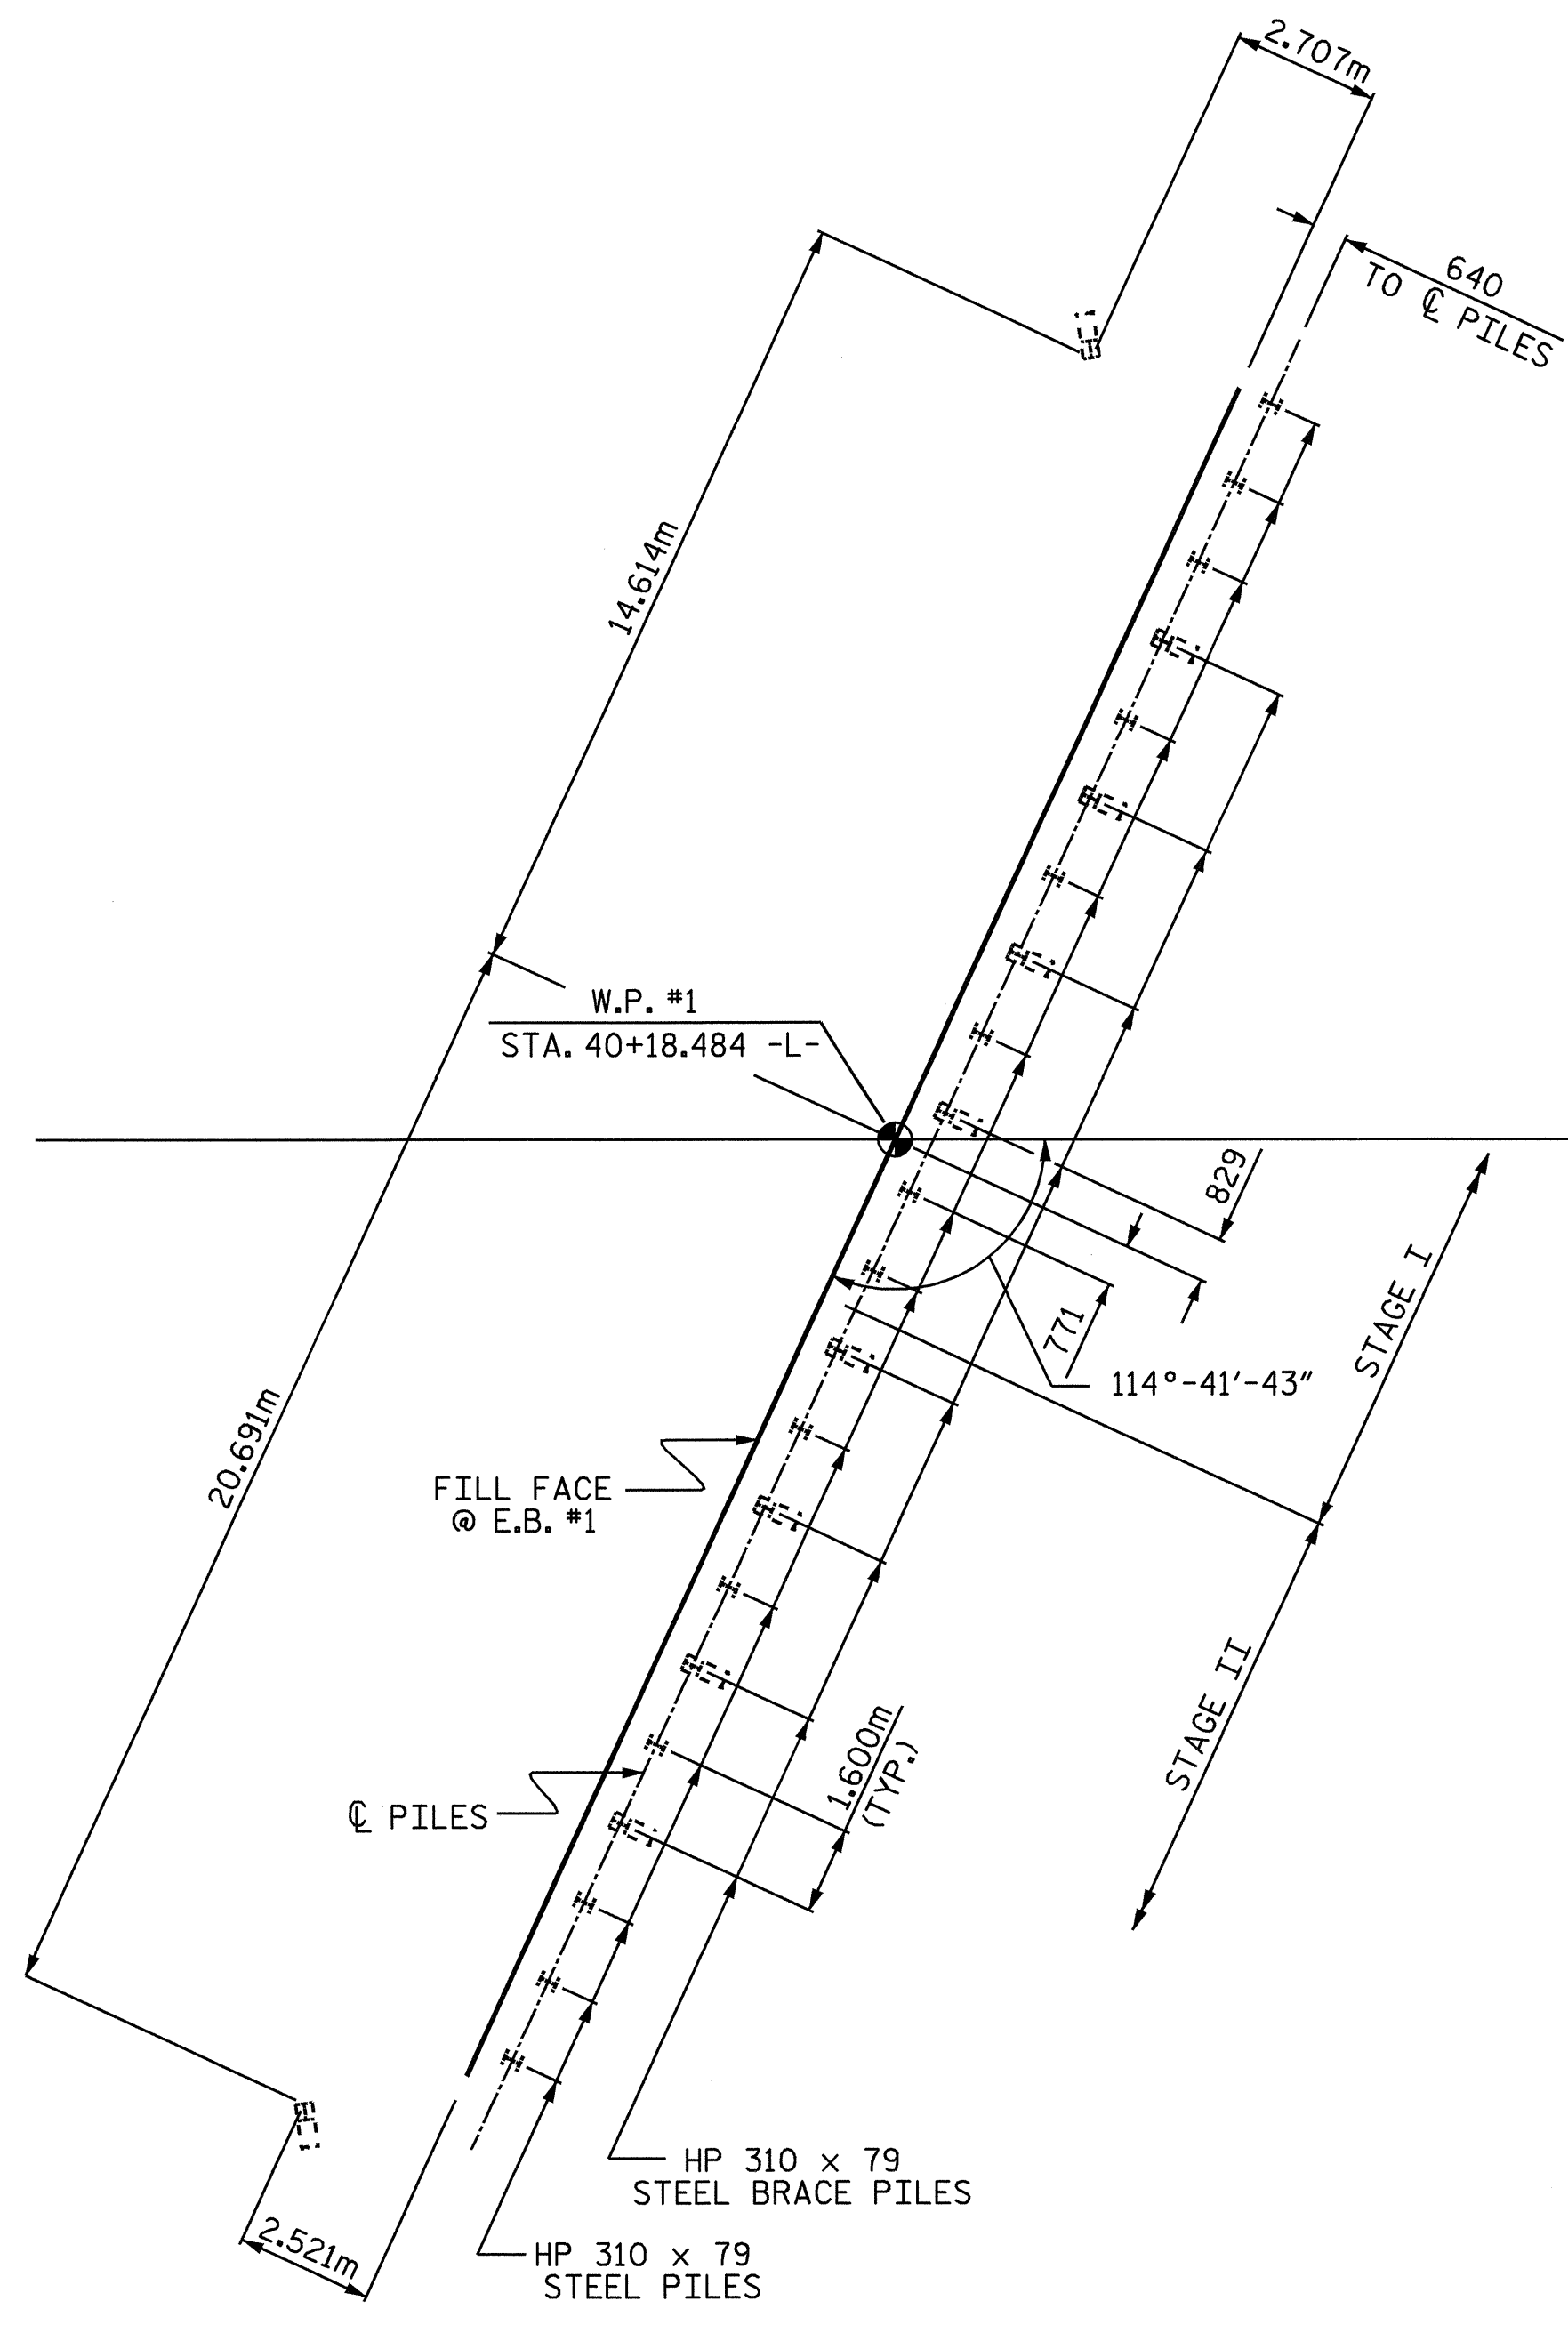 2.707m
640
TO ℄ PILES
14.614m
W.P. #1
STA. 40+18.484 -L-
829
STAGE I
771
114°-41'-43"
20.691m
FILL FACE
@ E.B. #1
STAGE II
1.600m
(TYP.)
℄ PILES
HP 310 x 79
STEEL BRACE PILES
2.521m
HP 310 x 79
STEEL PILES